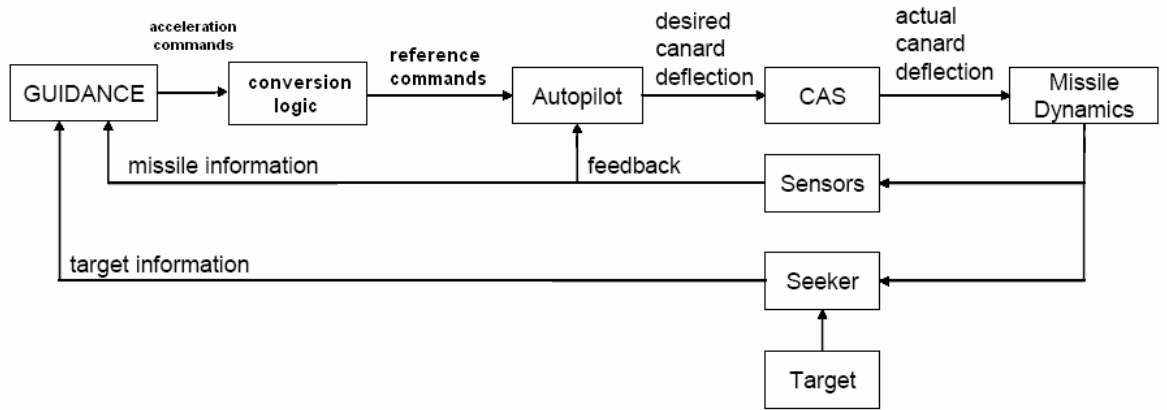 acceleration
commands
reference
commands
desired
canard
deflection
actual
canard
deflection
GUIDANCE
conversion
logic
Autopilot
CAS
Missile
Dynamics
missile information
feedback
Sensors
target information
Seeker
Target